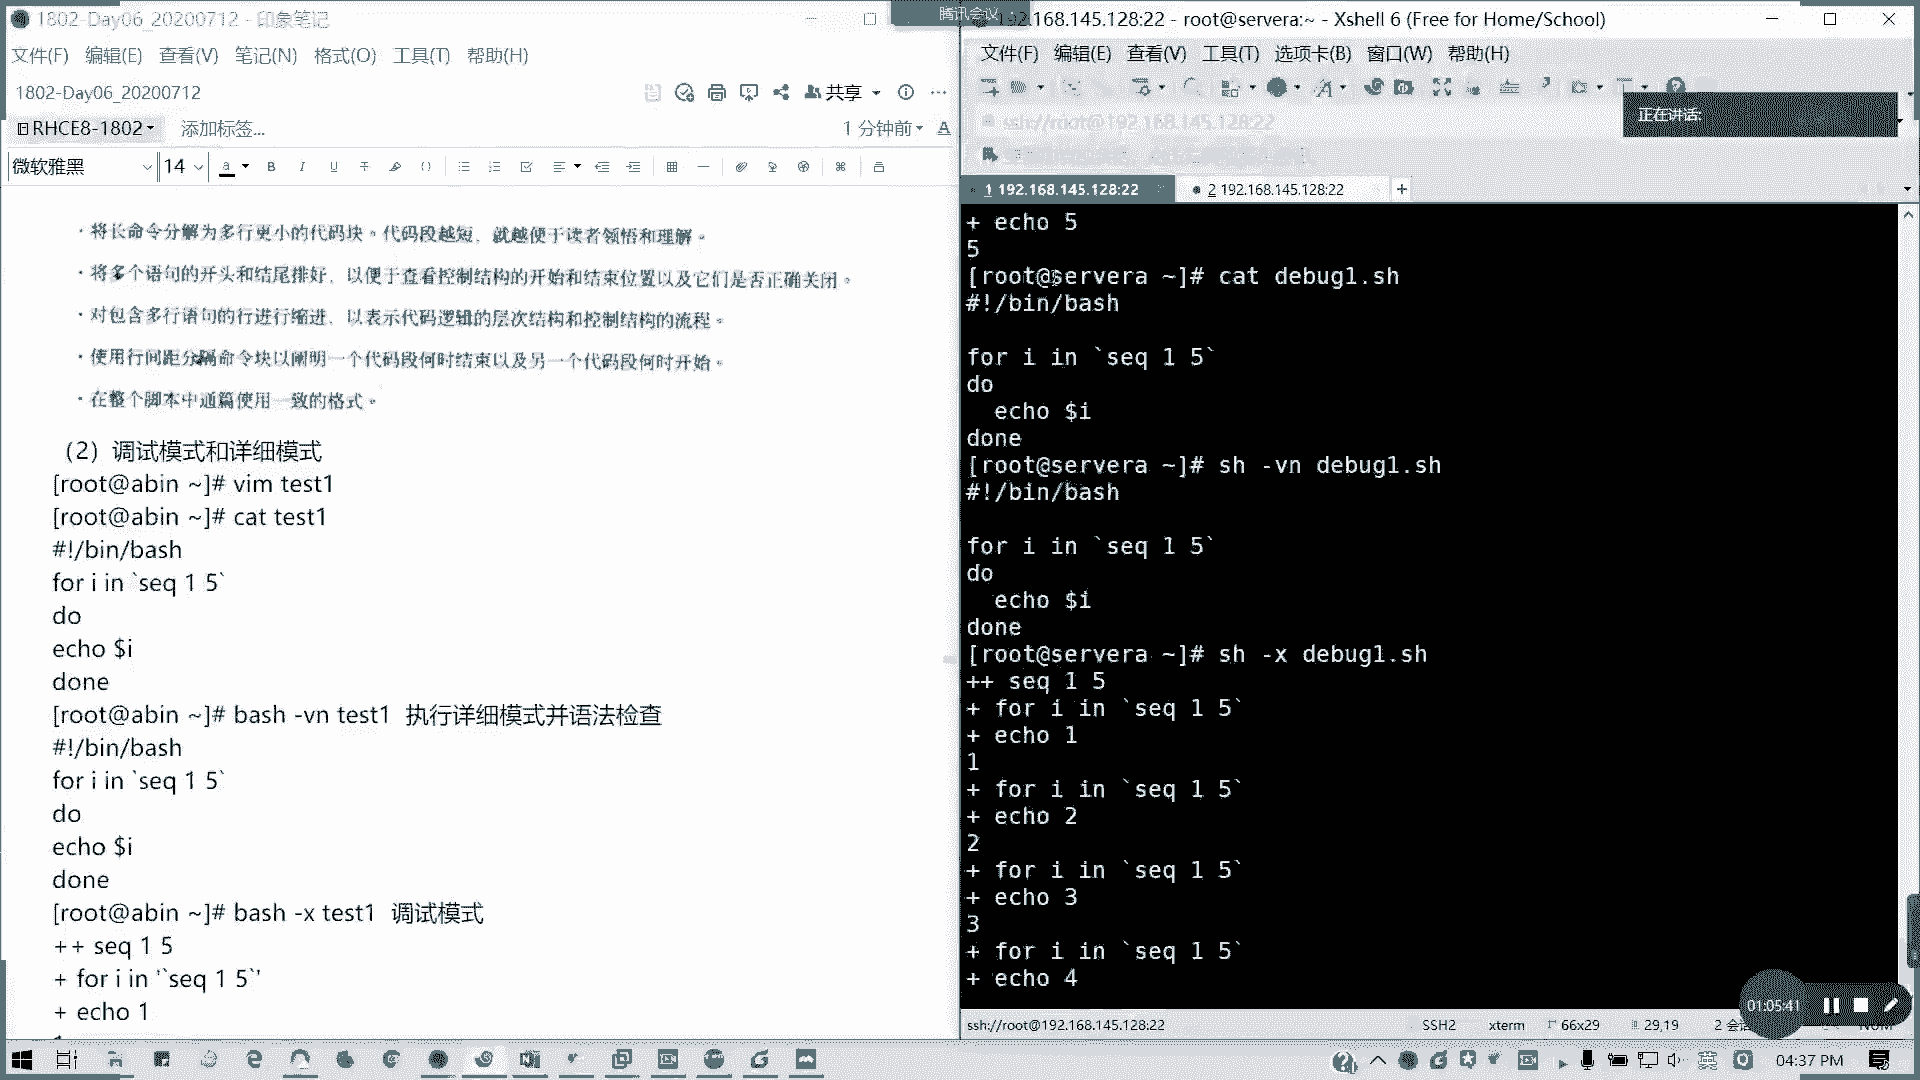 1802-Day06_20200712 - 印象笔记
文件(F) 编辑(E) 查看(V) 笔记(N) 格式(O) 工具(T) 帮助(H)
1802-Day06_20200712
共享
RHCE8-1802
添加标签...
1 分钟前
微软雅黑
14
· 将长命令分解为多行更小的代码块。代码段越短，就越便于读者领悟和理解。
· 将多个语句的开头和结尾排好，以便于查看控制结构的开始和结束位置以及它们是否正确关闭。
· 对包含多行语句的行进行缩进，以表示代码逻辑的层次结构和控制结构的流程。
· 使用行间距分隔命令块以阐明一个代码段何时结束以及另一个代码段何时开始。
· 在整个脚本中通篇使用一致的格式。
（2）调试模式和详细模式
[root@abin ~]# vim test1
[root@abin ~]# cat test1
#!/bin/bash
for i in `seq 1 5`
do
echo $i
done
[root@abin ~]# bash -vn test1 执行详细模式并语法检查
#!/bin/bash
for i in `seq 1 5`
do
echo $i
done
[root@abin ~]# bash -x test1 调试模式
++ seq 1 5
+ for i in '`seq 1 5`'
+ echo 1
腾讯会议
192.168.145.128:22 - root@servera:~ - Xshell 6 (Free for Home/School)
文件(F) 编辑(E) 查看(V) 工具(T) 选项卡(B) 窗口(W) 帮助(H)
正在讲话:
ssh://root@192.168.145.128:22
1 192.168.145.128:22
2 192.168.145.128:22
+ echo 5
5
[root@servera ~]# cat debug1.sh
#!/bin/bash
for i in `seq 1 5`
do
echo $i
done
[root@servera ~]# sh -vn debug1.sh
#!/bin/bash
for i in `seq 1 5`
do
echo $i
done
[root@servera ~]# sh -x debug1.sh
++ seq 1 5
+ for i in `seq 1 5`
+ echo 1
1
+ for i in `seq 1 5`
+ echo 2
2
+ for i in `seq 1 5`
+ echo 3
3
+ for i in `seq 1 5`
+ echo 4
01:05:41
ssh://root@192.168.145.128:22
SSH2
xterm
66x29
29,19
2 会
NUM
英
04:37 PM